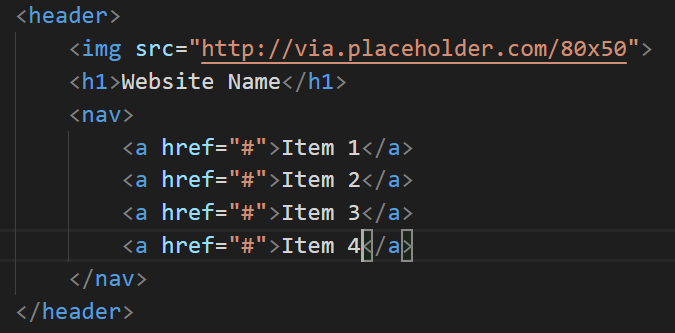 <header>
<img src="http://via.placeholder.com/80x50">
<h1>Website Name</h1>
<nav>
<a href="#">Item 1</a>
<a href="#">Item 2</a>
<a href="#">Item 3</a>
<a href="#">Item 4</a>
</nav>
</header>